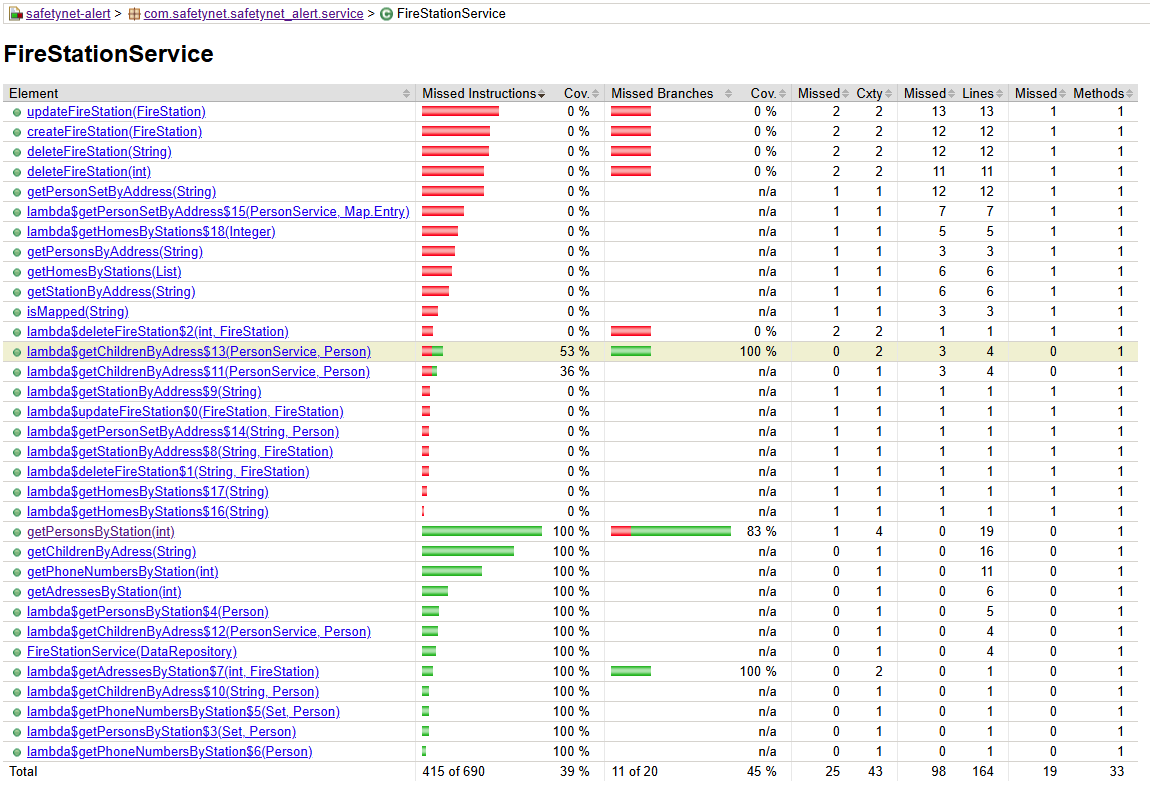 safetynet-alert > com.safetynet.safetynet_alert.service > FireStationService
FireStationService
Element Missed Instructions Cov. Missed Branches Cov. Missed Cxty Missed Lines Missed Methods
updateFireStation(FireStation) 0 % 0 % 2 2 13 13 1 1
createFireStation(FireStation) 0 % 0 % 2 2 12 12 1 1
deleteFireStation(String) 0 % 0 % 2 2 12 12 1 1
deleteFireStation(int) 0 % 0 % 2 2 11 11 1 1
getPersonSetByAddress(String) 0 % n/a 1 1 12 12 1 1
lambda$getPersonSetByAddress$15(PersonService, Map.Entry) 0 % n/a 1 1 7 7 1 1
lambda$getHomesByStations$18(Integer) 0 % n/a 1 1 5 5 1 1
getPersonsByAddress(String) 0 % n/a 1 1 3 3 1 1
getHomesByStations(List) 0 % n/a 1 1 6 6 1 1
getStationByAddress(String) 0 % n/a 1 1 6 6 1 1
isMapped(String) 0 % n/a 1 1 3 3 1 1
lambda$deleteFireStation$2(int, FireStation) 0 % 0 % 2 2 1 1 1 1
lambda$getChildrenByAdress$13(PersonService, Person) 53 % 100 % 0 2 3 4 0 1
lambda$getChildrenByAdress$11(PersonService, Person) 36 % n/a 0 1 3 4 0 1
lambda$getStationByAddress$9(String) 0 % n/a 1 1 1 1 1 1
lambda$updateFireStation$0(FireStation, FireStation) 0 % n/a 1 1 1 1 1 1
lambda$getPersonSetByAddress$14(String, Person) 0 % n/a 1 1 1 1 1 1
lambda$getStationByAddress$8(String, FireStation) 0 % n/a 1 1 1 1 1 1
lambda$deleteFireStation$1(String, FireStation) 0 % n/a 1 1 1 1 1 1
lambda$getHomesByStations$17(String) 0 % n/a 1 1 1 1 1 1
lambda$getHomesByStations$16(String) 0 % n/a 1 1 1 1 1 1
getPersonsByStation(int) 100 % 83 % 1 4 0 19 0 1
getChildrenByAdress(String) 100 % n/a 0 1 0 16 0 1
getPhoneNumbersByStation(int) 100 % n/a 0 1 0 11 0 1
getAdressesByStation(int) 100 % n/a 0 1 0 6 0 1
lambda$getPersonsByStation$4(Person) 100 % n/a 0 1 0 5 0 1
lambda$getChildrenByAdress$12(PersonService, Person) 100 % n/a 0 1 0 4 0 1
FireStationService(DataRepository) 100 % n/a 0 1 0 4 0 1
lambda$getAdressesByStation$7(int, FireStation) 100 % 100 % 0 2 0 1 0 1
lambda$getChildrenByAdress$10(String, Person) 100 % n/a 0 1 0 1 0 1
lambda$getPhoneNumbersByStation$5(Set, Person) 100 % n/a 0 1 0 1 0 1
lambda$getPersonsByStation$3(Set, Person) 100 % n/a 0 1 0 1 0 1
lambda$getPhoneNumbersByStation$6(Person) 100 % n/a 0 1 0 1 0 1
Total 415 of 690 39 % 11 of 20 45 % 25 43 98 164 19 33